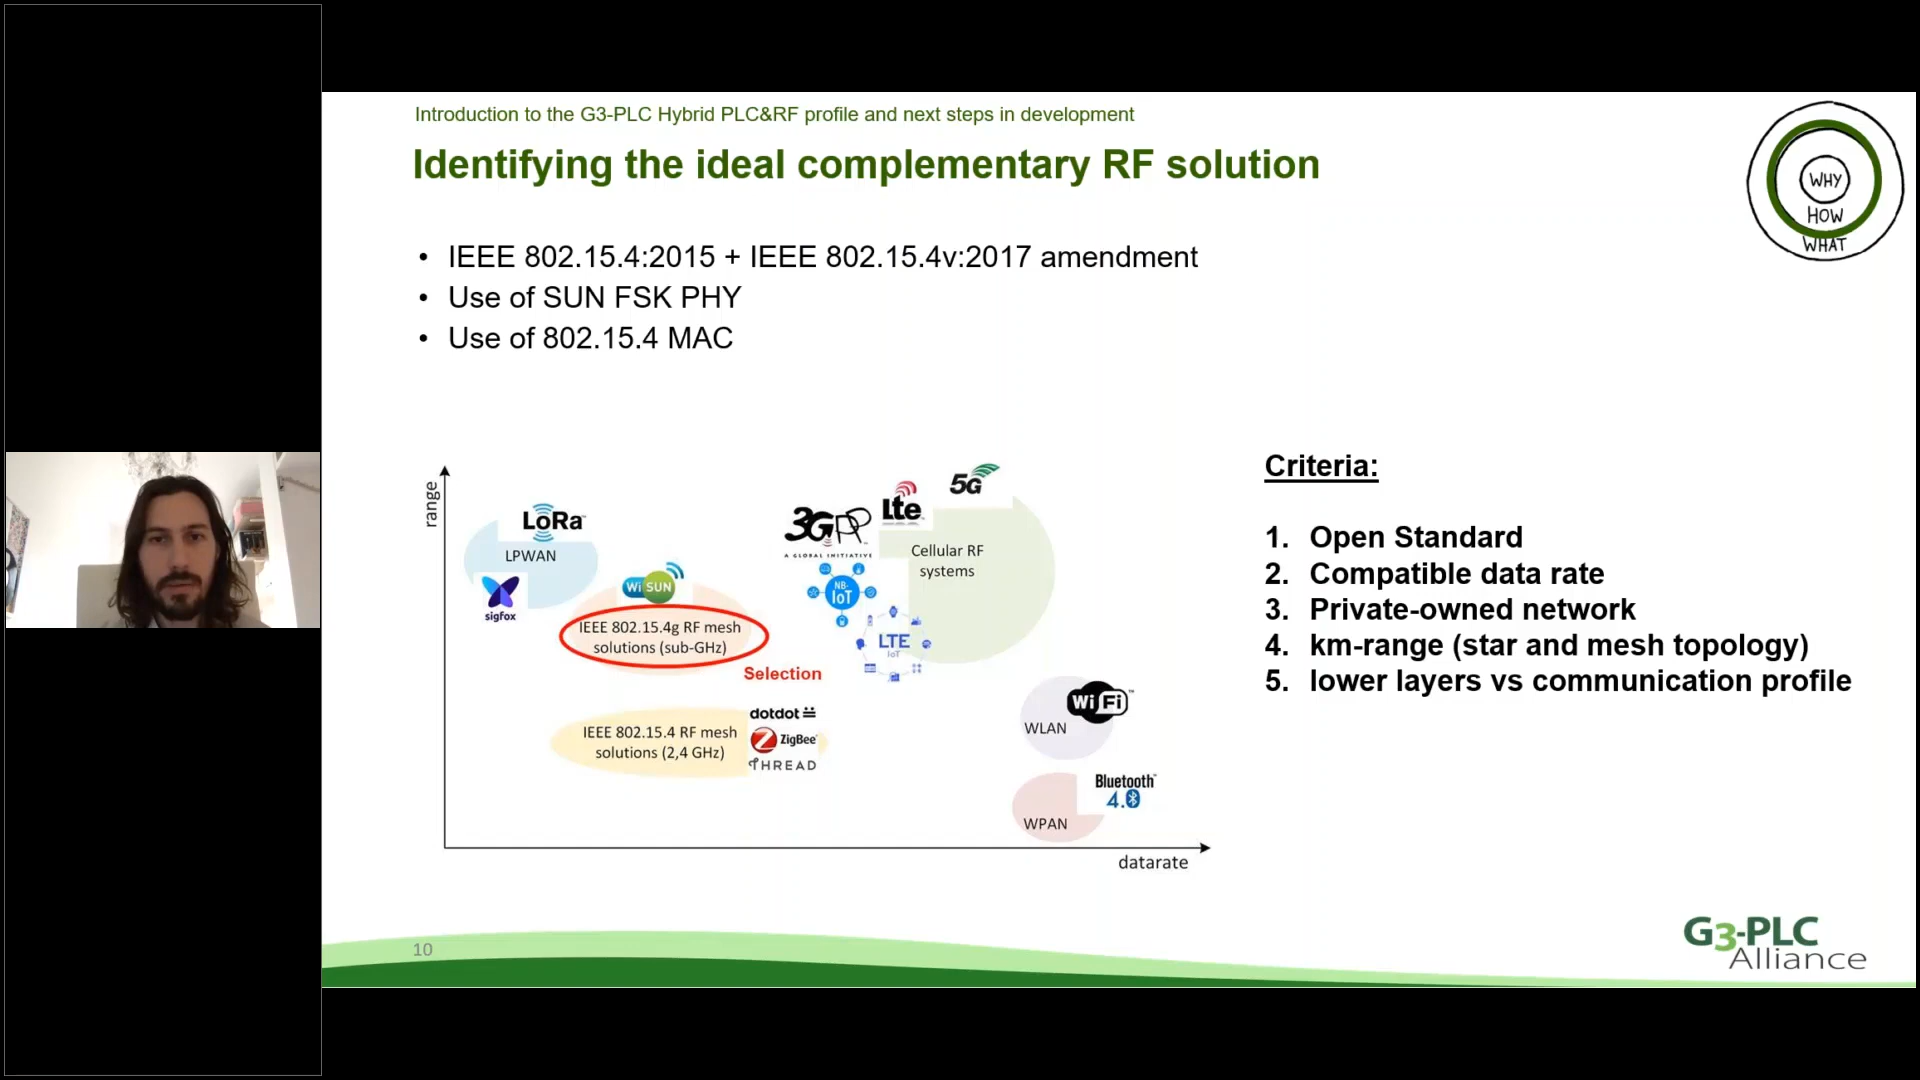 Introduction to the G3-PLC Hybrid PLC&RF profile and next steps in development
Identifying the ideal complementary RF solution
WHY
HOW
WHAT
• IEEE 802.15.4:2015 + IEEE 802.15.4v:2017 amendment
• Use of SUN FSK PHY
• Use of 802.15.4 MAC
range
LoRa
LPWAN
sigfox
Wi SUN
IEEE 802.15.4g RF mesh
solutions (sub-GHz)
Selection
3GPP
A GLOBAL INITIATIVE
Lte
5G
Cellular RF
systems
NB-
IoT
LTE
IoT
IEEE 802.15.4 RF mesh
solutions (2,4 GHz)
dotdot
ZigBee
THREAD
WiFi
WLAN
Bluetooth
4.0
WPAN
datarate
Criteria:
1. Open Standard
2. Compatible data rate
3. Private-owned network
4. km-range (star and mesh topology)
5. lower layers vs communication profile
10
G3-PLC
Alliance